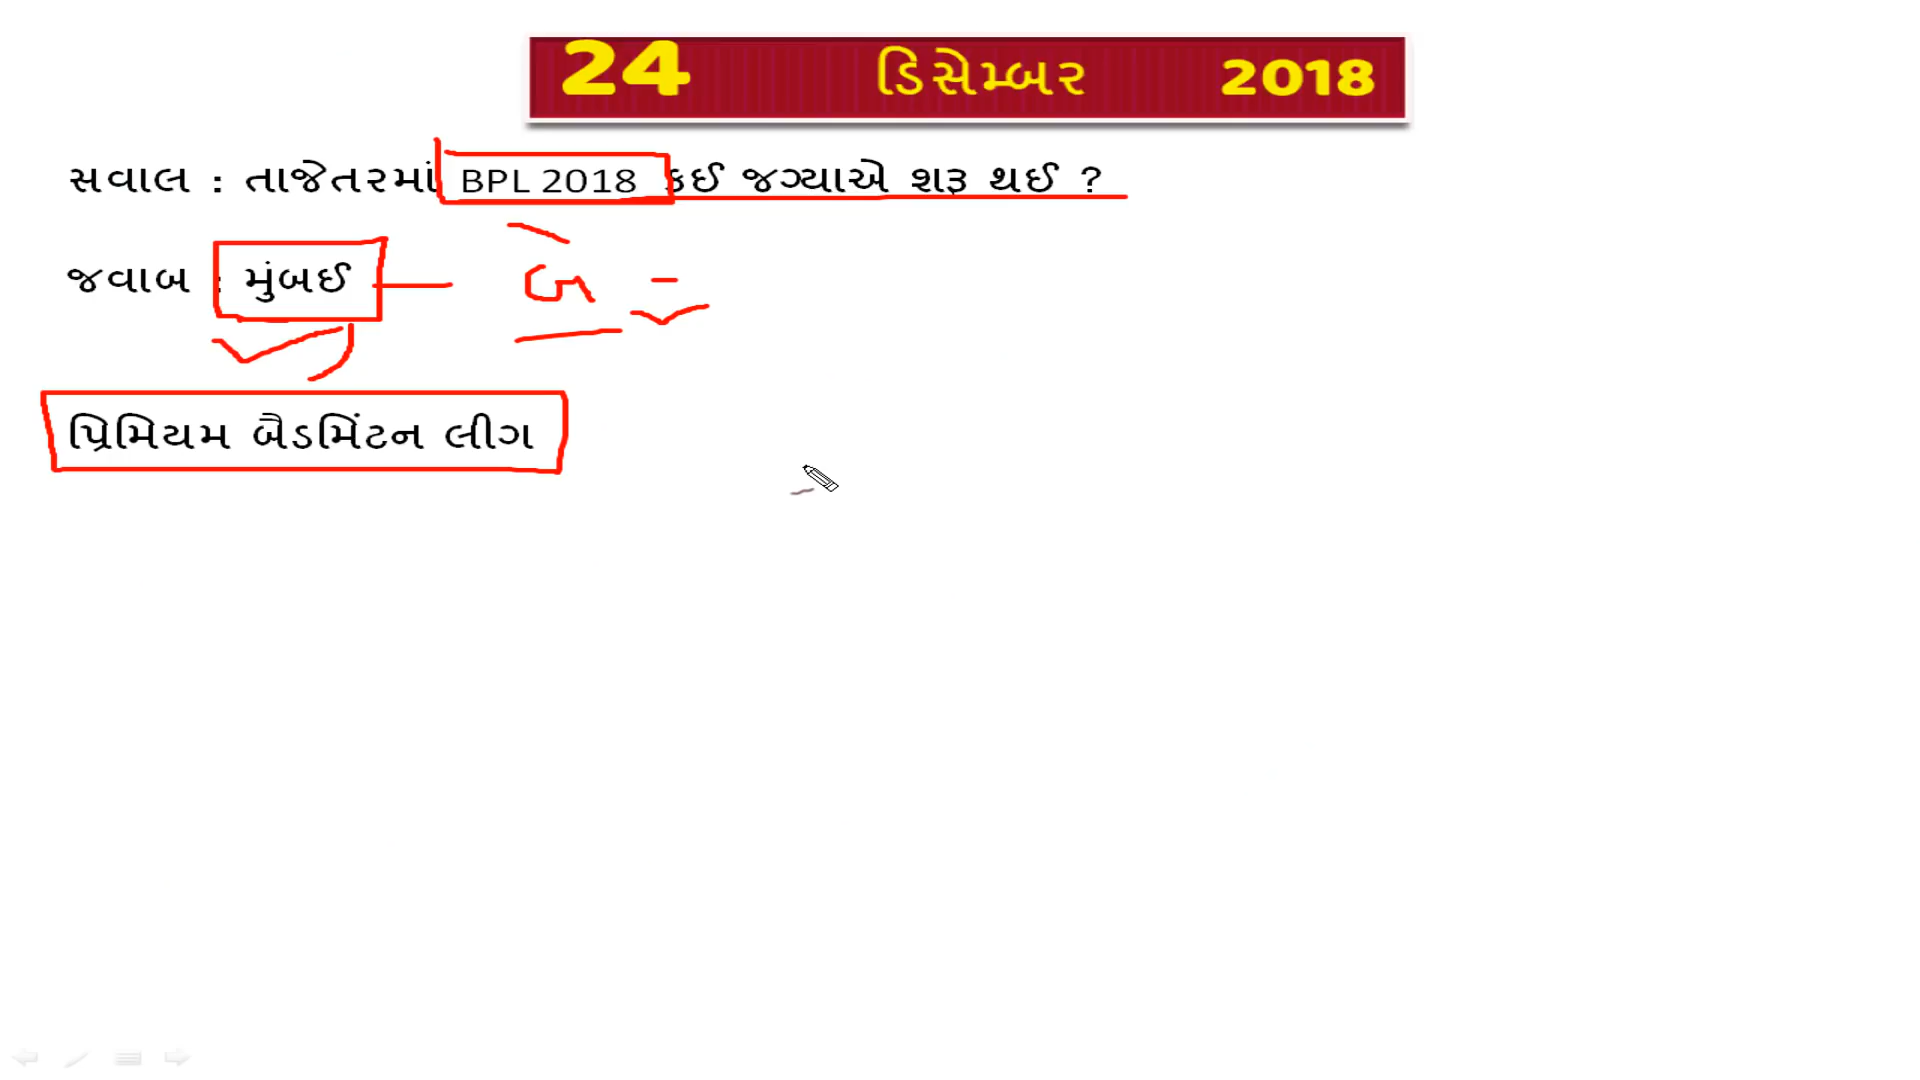 24 ડિસેમ્બર 2018
સવાલ : તાજેતરમાં BPL 2018 કઈ જગ્યાએ શરૂ થઈ ?
જવાબ : મુંબઈ
પ્રિમિયમ બૈડમિંટન લીગ